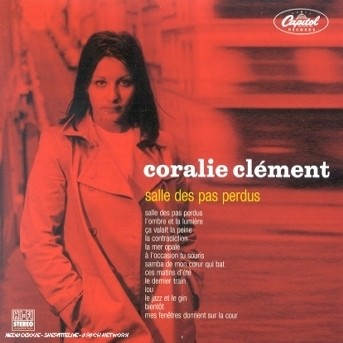 Capitol
RECORDS
coralie clément
salle des pas perdus
salle des pas perdus
l'ombre et la lumière
ça valait la peine
la contradiction
la mer opale
à l'occasion tu souris
samba de mon cœur qui bat
ces matins d'été
le dernier train
lou
le jazz et le gin
bientôt
mes fenêtres donnent sur la cour
HI-FI
STEREO